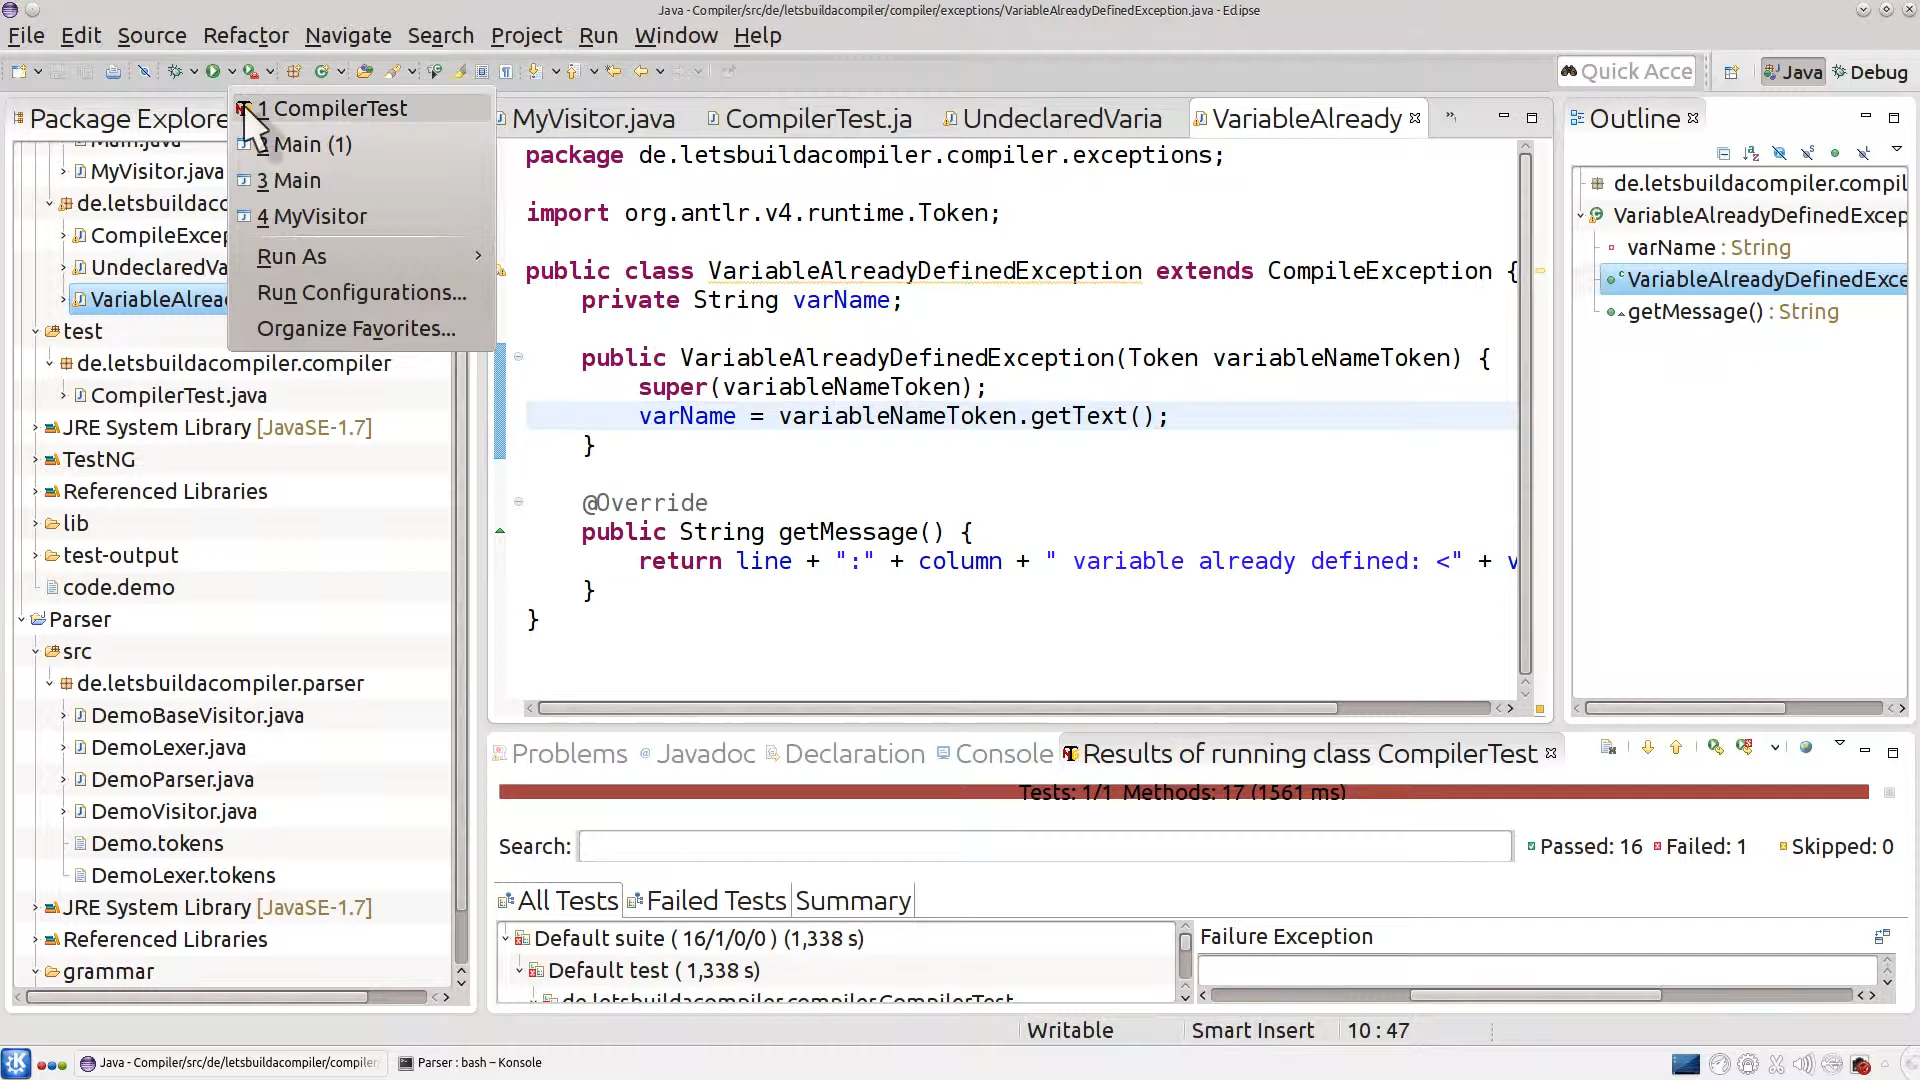 Java - Compiler/src/de/letsbuildacompiler/compiler/exceptions/VariableAlreadyDefinedException.java - Eclipse
File Edit Source Refactor Navigate Search Project Run Window Help
Quick Acce
Java
Debug
Package Explore
Main.java
MyVisitor.java
de.letsbuildac
CompileExcep
UndeclaredVa
VariableAlread
test
de.letsbuildacompiler.compiler
CompilerTest.java
JRE System Library [JavaSE-1.7]
TestNG
Referenced Libraries
lib
test-output
code.demo
Parser
src
de.letsbuildacompiler.parser
DemoBaseVisitor.java
DemoLexer.java
DemoParser.java
DemoVisitor.java
Demo.tokens
DemoLexer.tokens
JRE System Library [JavaSE-1.7]
Referenced Libraries
grammar
1 CompilerTest
Main (1)
3 Main
4 MyVisitor
Run As
Run Configurations...
Organize Favorites...
MyVisitor.java CompilerTest.ja UndeclaredVaria VariableAlready
package de.letsbuildacompiler.compiler.exceptions;
import org.antlr.v4.runtime.Token;
public class VariableAlreadyDefinedException extends CompileException {
private String varName;
public VariableAlreadyDefinedException(Token variableNameToken) {
super(variableNameToken);
varName = variableNameToken.getText();
}
@Override
public String getMessage() {
return line + ":" + column + " variable already defined: <" + v
}
}
Outline
de.letsbuildacompiler.compil
VariableAlreadyDefinedExcep
varName : String
VariableAlreadyDefinedExce
getMessage() : String
Problems @ Javadoc Declaration Console Results of running class CompilerTest
Tests: 1/1 Methods: 17 (1561 ms)
Search:
Passed: 16 Failed: 1 Skipped: 0
All Tests Failed Tests Summary
Default suite ( 16/1/0/0 ) (1,338 s)
Default test ( 1,338 s)
de.letsbuildacompiler.compiler.CompilerTest
Failure Exception
Writable Smart Insert 10 : 47
Java - Compiler/src/de/letsbuildacompiler/compiler
Parser : bash – Konsole